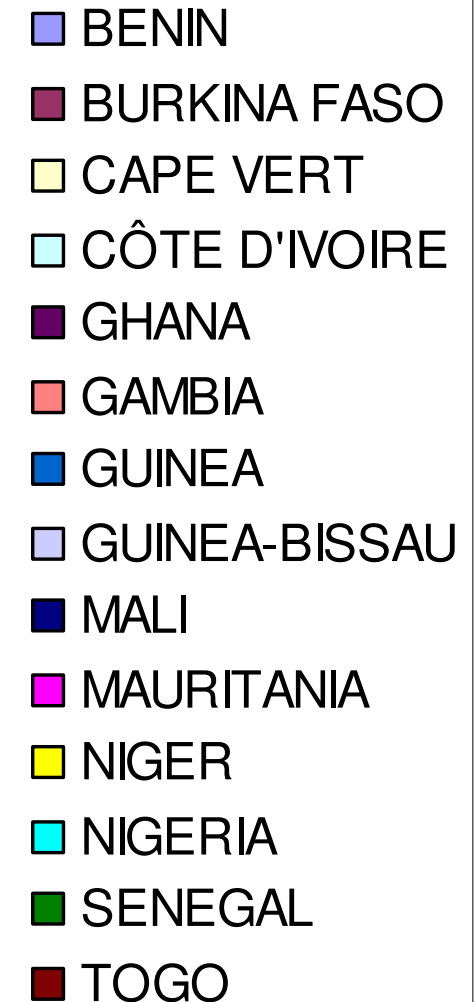 BENIN
BURKINA FASO
CAPE VERT
CÔTE D'IVOIRE
GHANA
GAMBIA
GUINEA
GUINEA-BISSAU
MALI
MAURITANIA
NIGER
NIGERIA
SENEGAL
TOGO